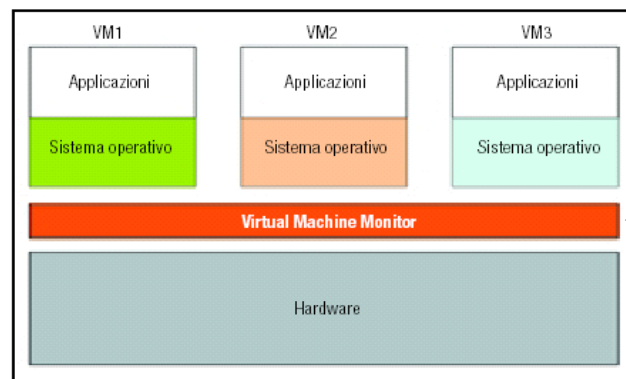 VM1 VM2 VM3
Applicazioni Applicazioni Applicazioni
Sistema operativo Sistema operativo Sistema operativo
Virtual Machine Monitor
Hardware